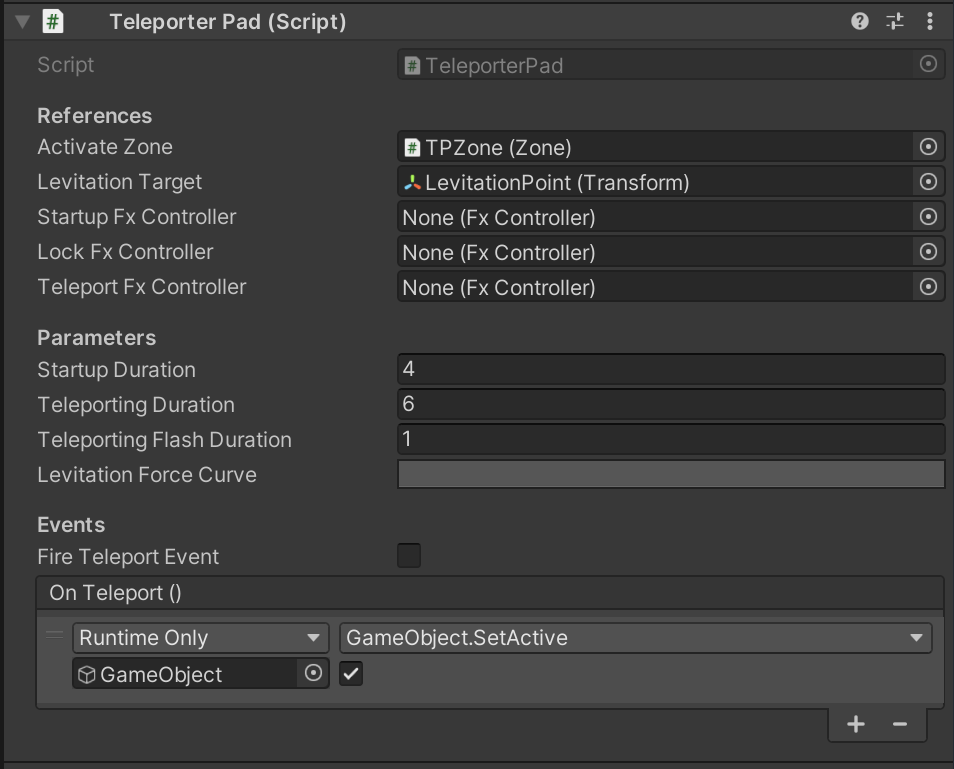 Teleporter Pad (Script)
Script TeleporterPad
References
Activate Zone TPZone (Zone)
Levitation Target LevitationPoint (Transform)
Startup Fx Controller None (Fx Controller)
Lock Fx Controller None (Fx Controller)
Teleport Fx Controller None (Fx Controller)
Parameters
Startup Duration 4
Teleporting Duration 6
Teleporting Flash Duration 1
Levitation Force Curve
Events
Fire Teleport Event
On Teleport ()
Runtime Only GameObject.SetActive
GameObject